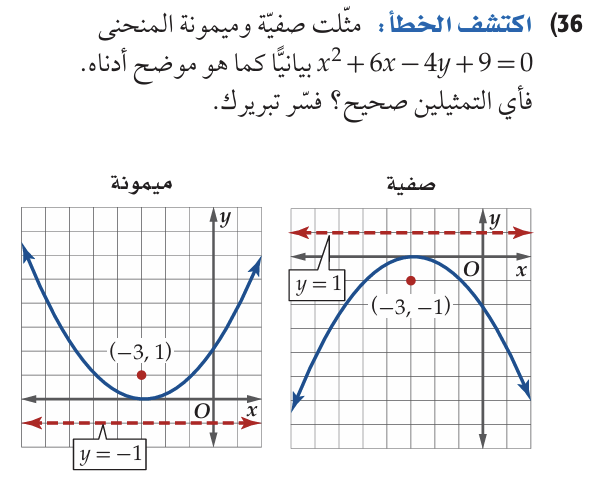 36) اكتشف الخطأ: مثّلت صفيّة وميمونة المنحنى
x² + 6x − 4y + 9 = 0 بيانيًّا كما هو موضح أدناه.
فأي التمثيلين صحيح؟ فسّر تبريرك.
صفية
y
O
x
y = 1
(−3, −1)
ميمونة
y
(−3, 1)
O
x
y = −1